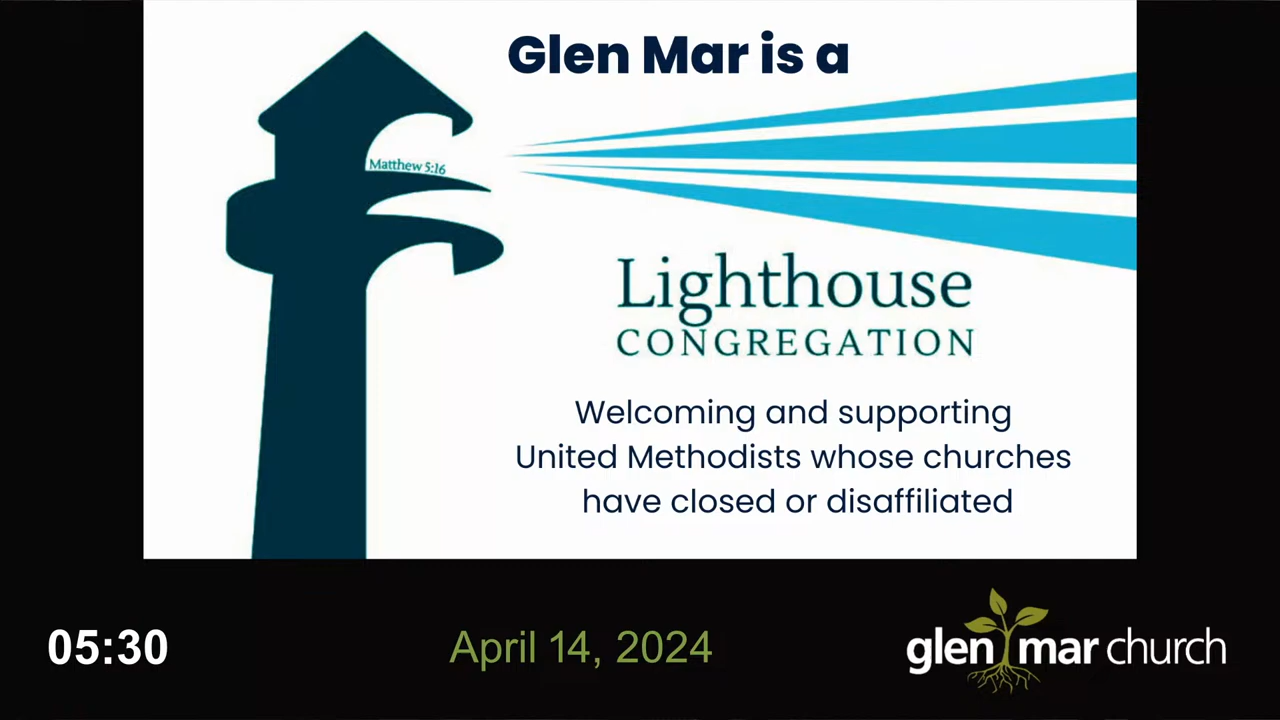 Glen Mar is a
Matthew 5:16
Lighthouse
CONGREGATION
Welcoming and supporting
United Methodists whose churches
have closed or disaffiliated
05:30
April 14, 2024
glen mar church